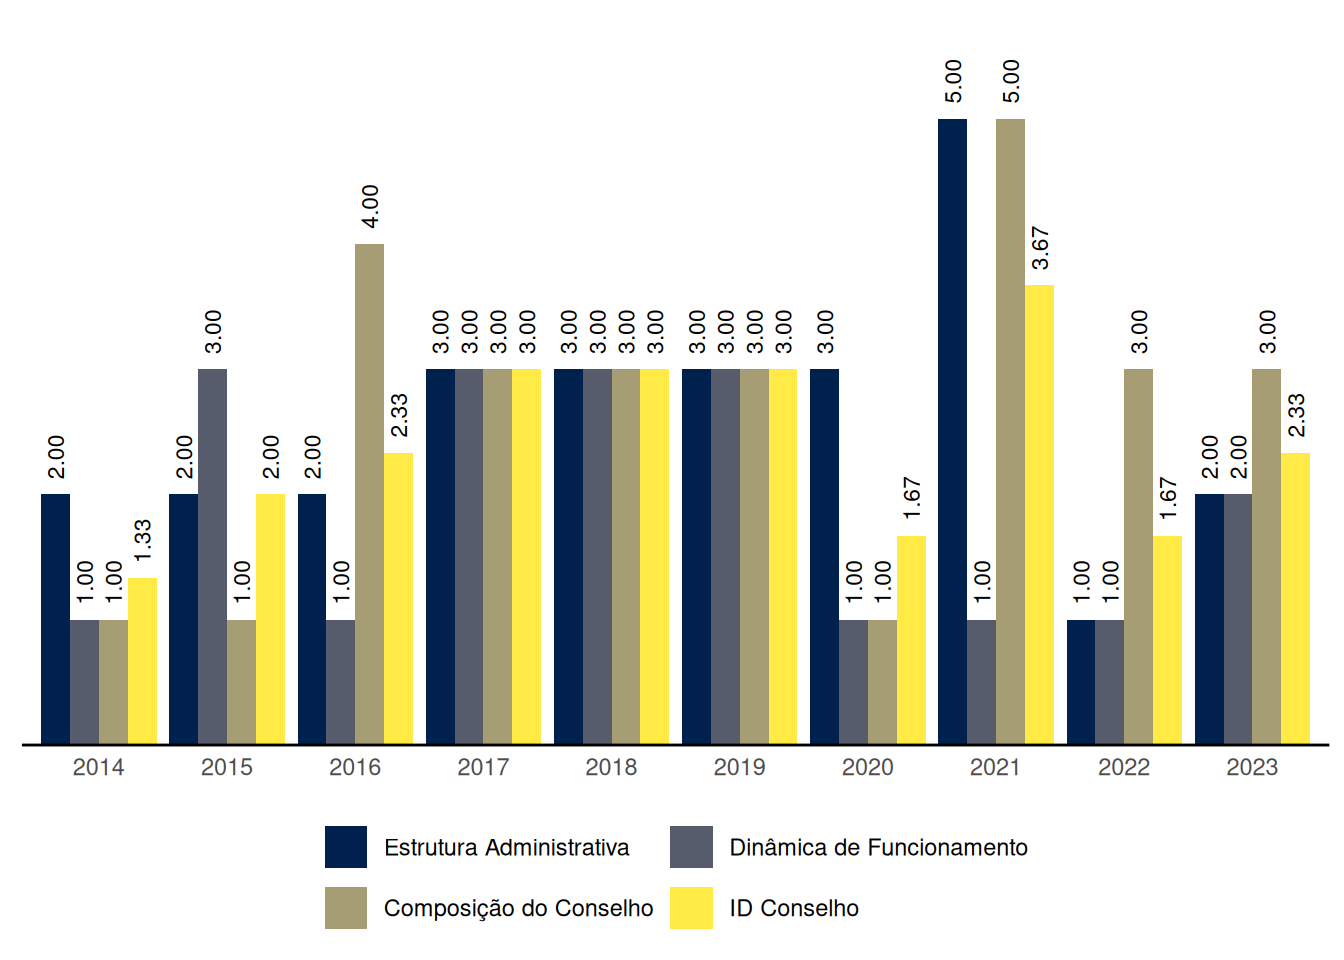 2.00 1.00 1.00 1.33 2.00 3.00 1.00 2.00 2.00 1.00 4.00 2.33 3.00 3.00 3.00 3.00 3.00 3.00 3.00 3.00 3.00 3.00 3.00 3.00 3.00 1.00 1.00 1.67 5.00 1.00 5.00 3.67 1.00 1.00 3.00 1.67 2.00 2.00 3.00 2.33
2014 2015 2016 2017 2018 2019 2020 2021 2022 2023
Estrutura Administrativa Dinâmica de Funcionamento
Composição do Conselho ID Conselho